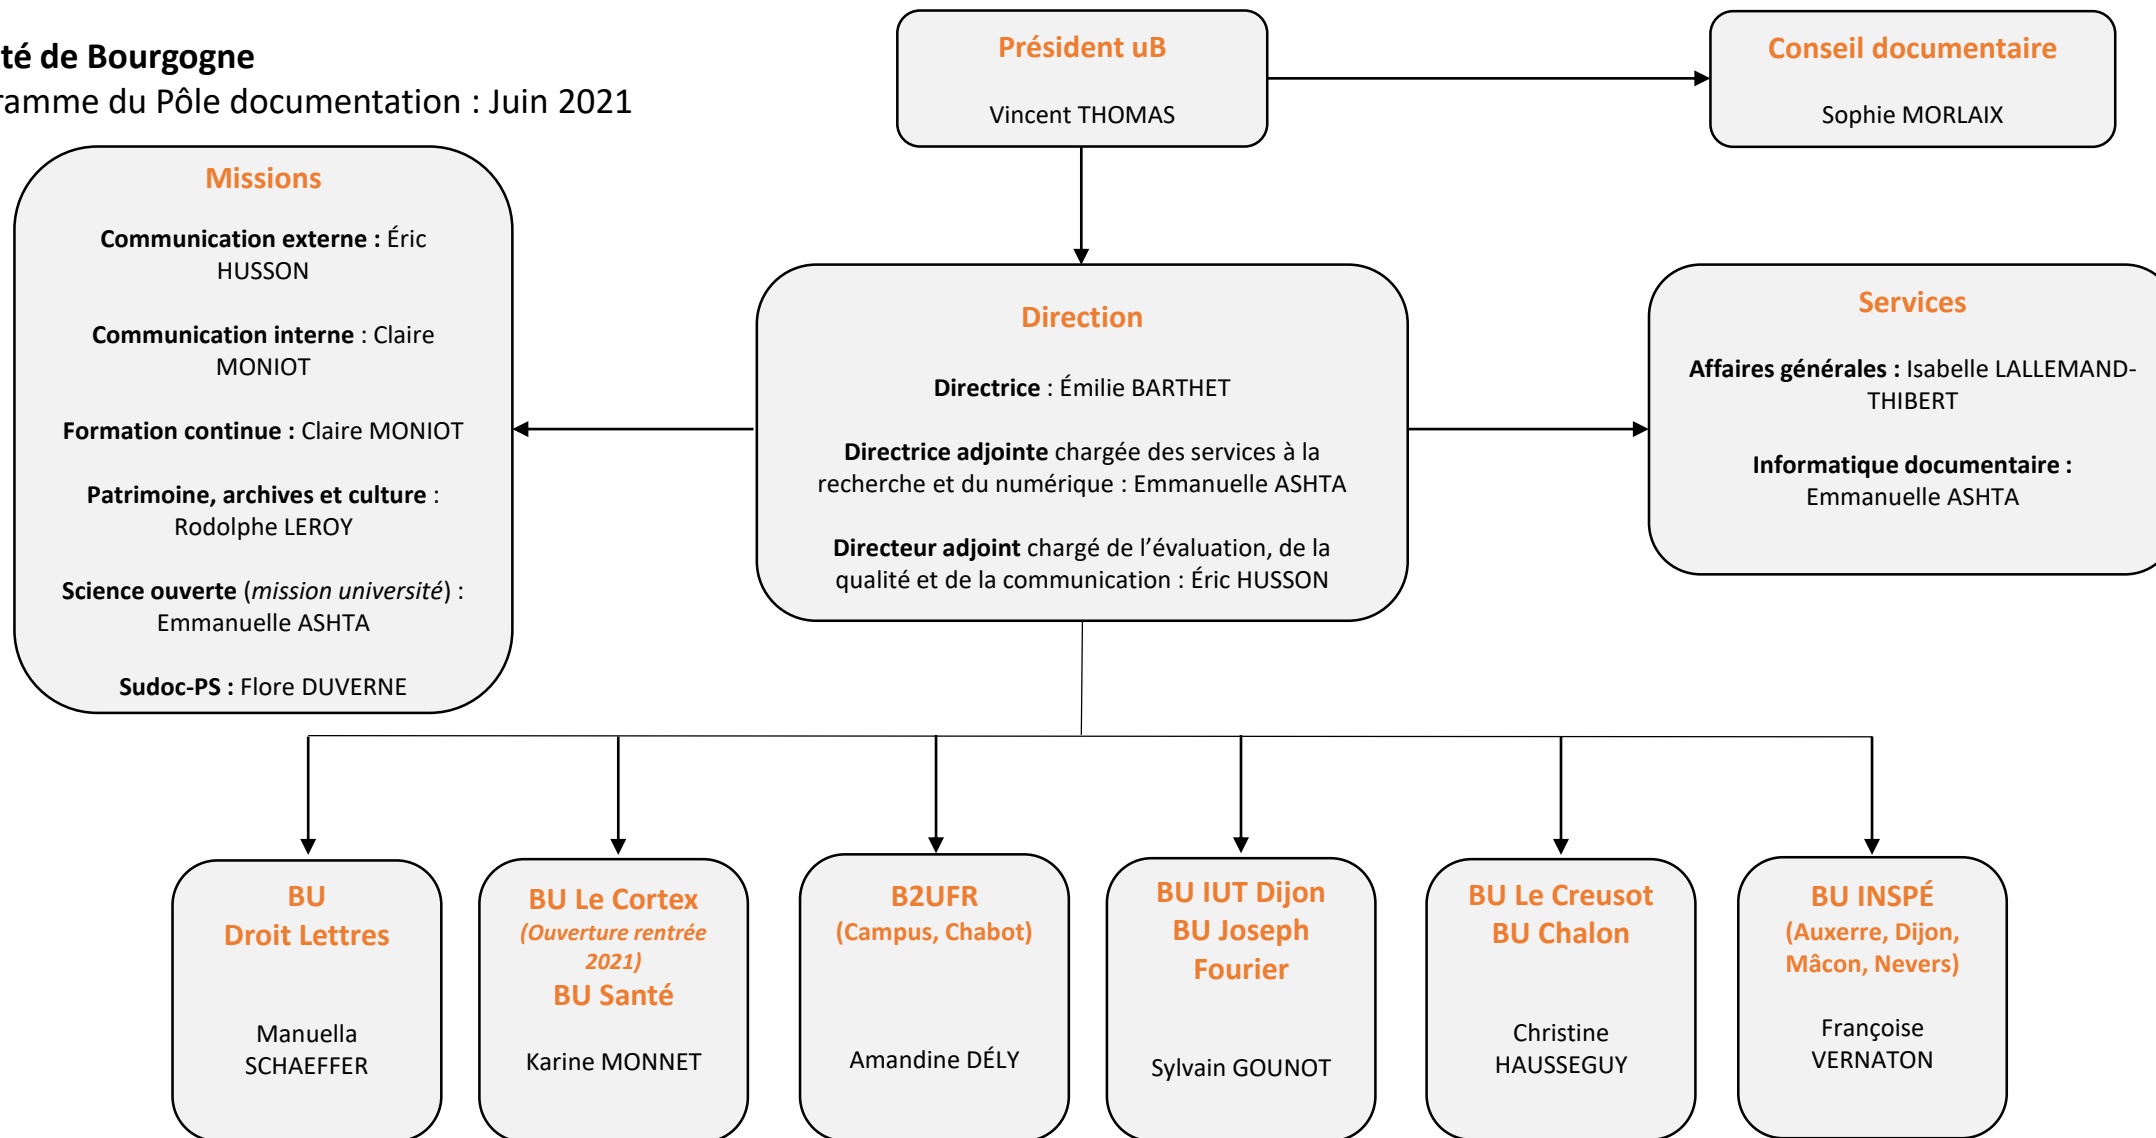 té de Bourgogne
ramme du Pôle documentation : Juin 2021
Président uB
Vincent THOMAS
Conseil documentaire
Sophie MORLAIX
Missions
Communication externe : Éric
HUSSON
Communication interne : Claire
MONIOT
Formation continue : Claire MONIOT
Patrimoine, archives et culture :
Rodolphe LEROY
Science ouverte (mission université) :
Emmanuelle ASHTA
Sudoc-PS : Flore DUVERNE
Direction
Directrice : Émilie BARTHET
Directrice adjointe chargée des services à la
recherche et du numérique : Emmanuelle ASHTA
Directeur adjoint chargé de l’évaluation, de la
qualité et de la communication : Éric HUSSON
Services
Affaires générales : Isabelle LALLEMAND-
THIBERT
Informatique documentaire :
Emmanuelle ASHTA
BU
Droit Lettres
Manuella
SCHAEFFER
BU Le Cortex
(Ouverture rentrée
2021)
BU Santé
Karine MONNET
B2UFR
(Campus, Chabot)
Amandine DÉLY
BU IUT Dijon
BU Joseph
Fourier
Sylvain GOUNOT
BU Le Creusot
BU Chalon
Christine
HAUSSEGUY
BU INSPÉ
(Auxerre, Dijon,
Mâcon, Nevers)
Françoise
VERNATON